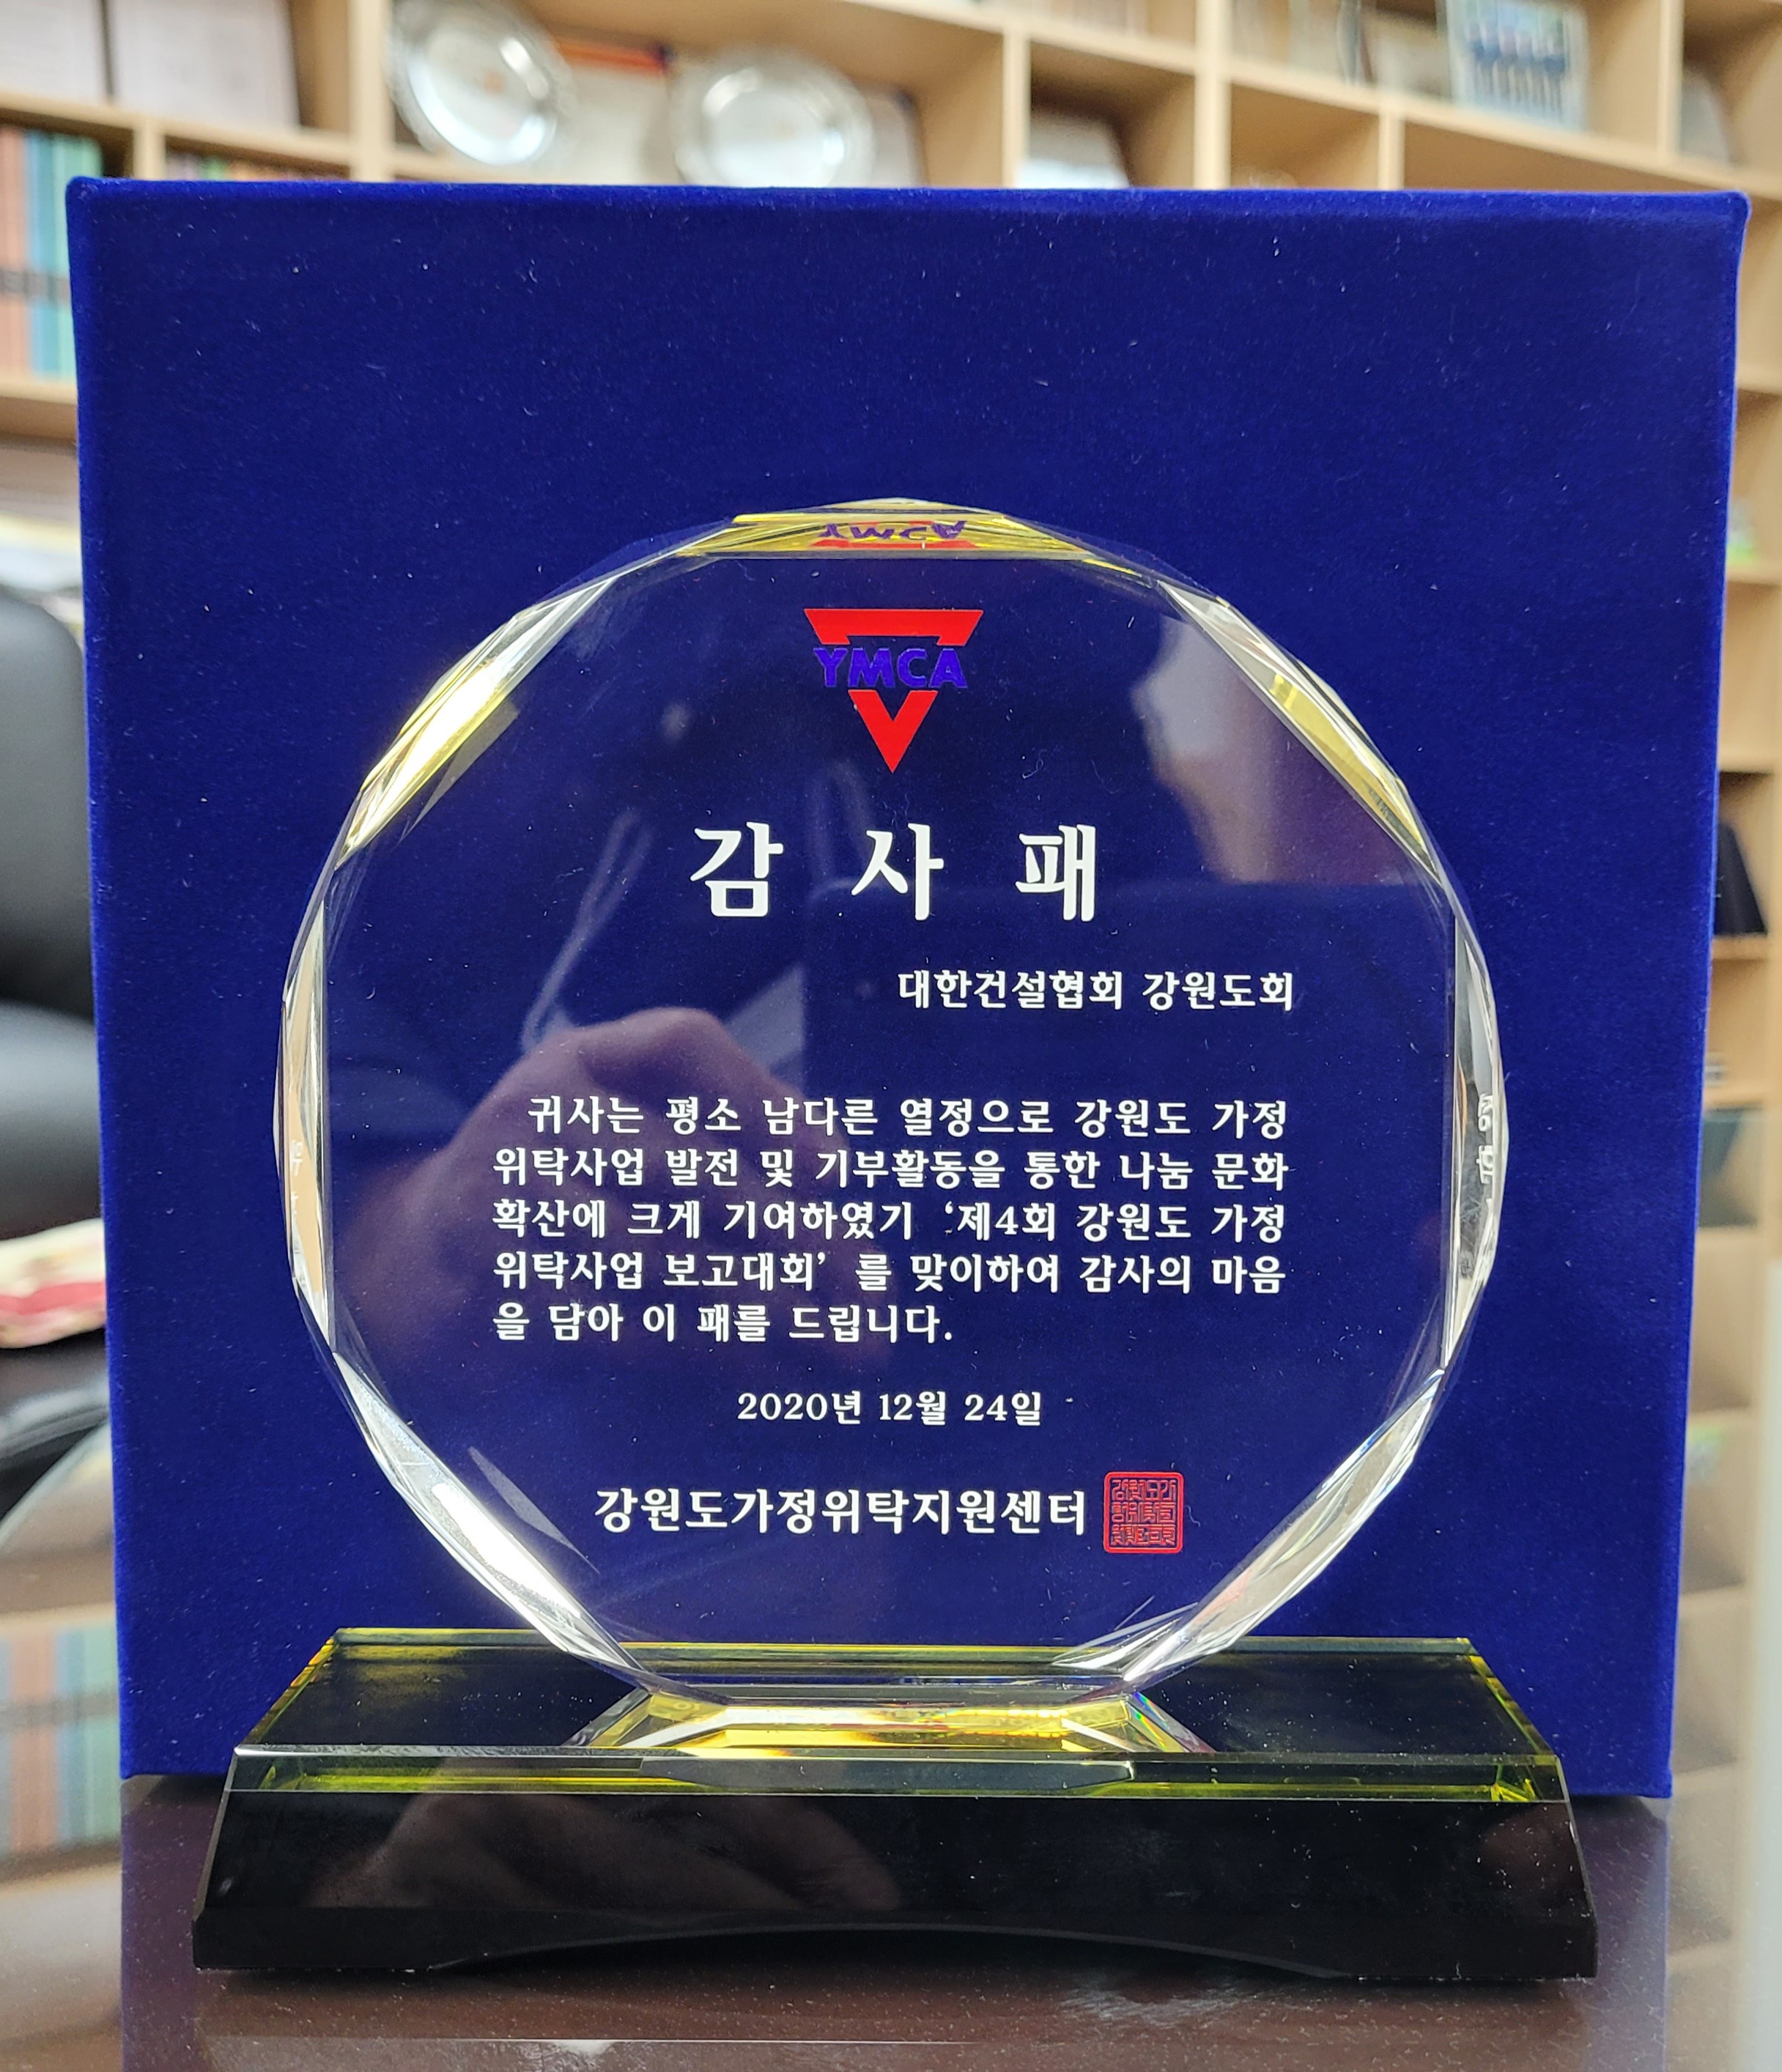 YMCA
감 사 패
대한건설협회 강원도회
귀사는 평소 남다른 열정으로 강원도 가정
위탁사업 발전 및 기부활동을 통한 나눔 문화
확산에 크게 기여하였기 ‘제4회 강원도 가정
위탁사업 보고대회’ 를 맞이하여 감사의 마음
을 담아 이 패를 드립니다.
2020년 12월 24일
강원도가정위탁지원센터